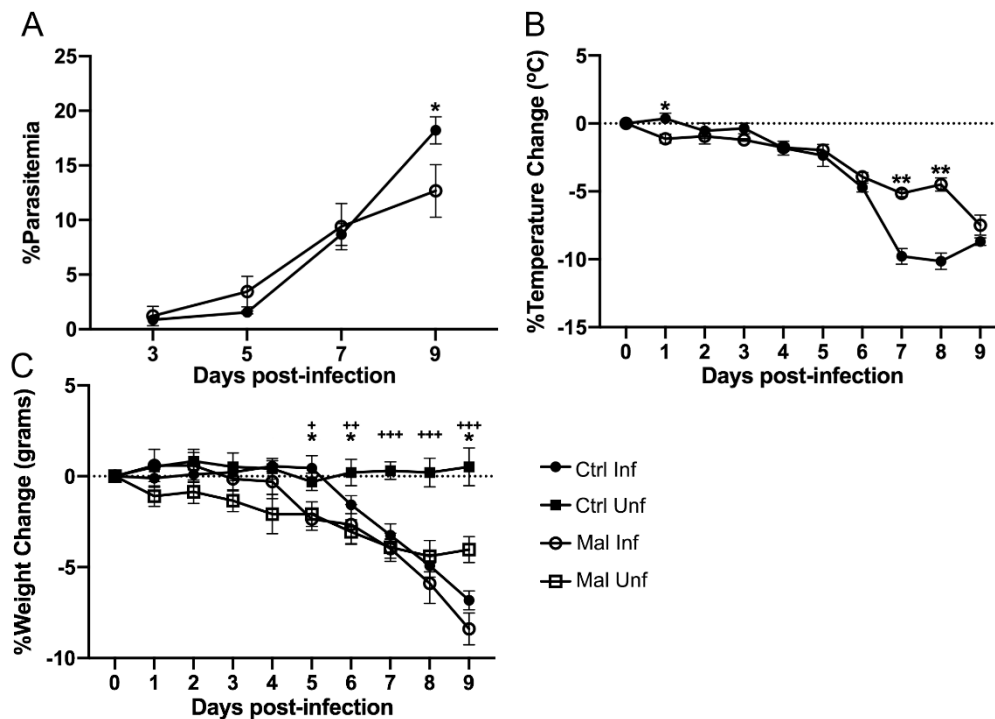 A
%Parasitemia
25
20
15
10
5
0
*
3 5 7 9
Days post-infection
B
%Temperature Change (ºC)
5
0
-5
-10
-15
*
**
**
0 1 2 3 4 5 6 7 8 9
Days post-infection
C
%Weight Change (grams)
5
0
-5
-10
+ ++ +++ +++ +++
* * *
0 1 2 3 4 5 6 7 8 9
Days post-infection
Ctrl Inf
Ctrl Unf
Mal Inf
Mal Unf